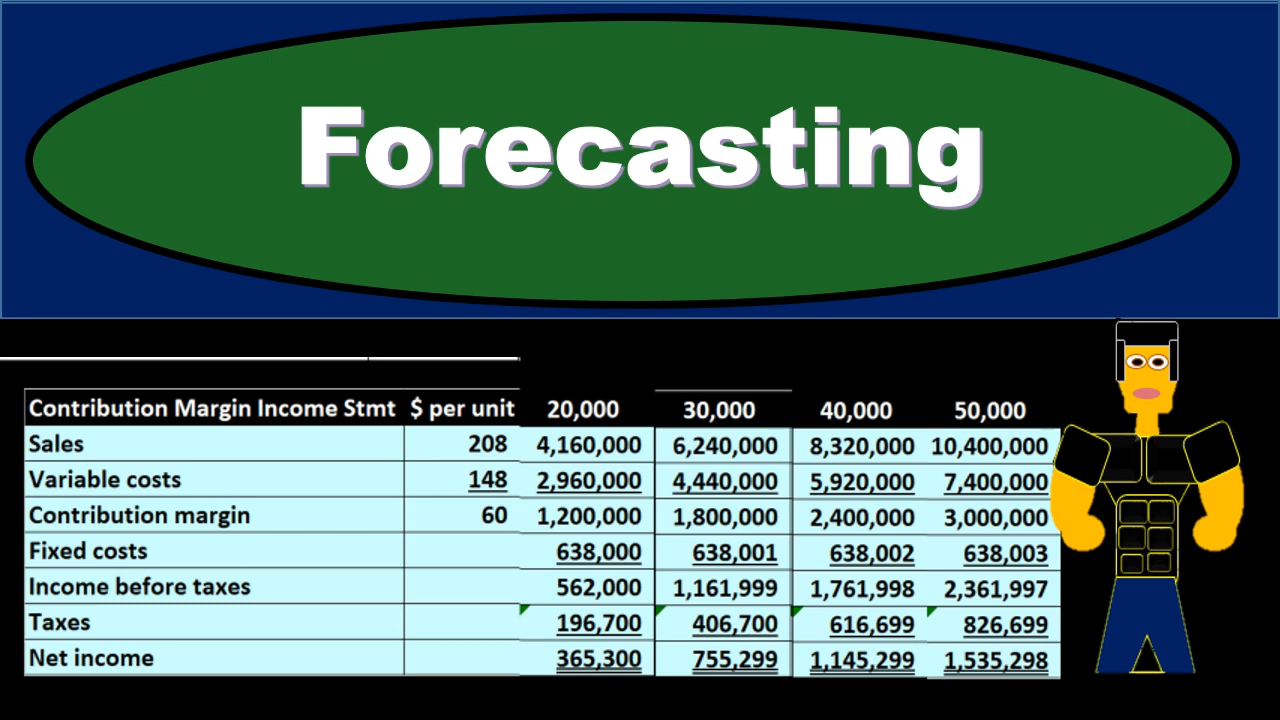 Forecasting
Contribution Margin Income Stmt $ per unit 20,000 30,000 40,000 50,000
Sales 208 4,160,000 6,240,000 8,320,000 10,400,000
Variable costs 148 2,960,000 4,440,000 5,920,000 7,400,000
Contribution margin 60 1,200,000 1,800,000 2,400,000 3,000,000
Fixed costs 638,000 638,001 638,002 638,003
Income before taxes 562,000 1,161,999 1,761,998 2,361,997
Taxes 196,700 406,700 616,699 826,699
Net income 365,300 755,299 1,145,299 1,535,298